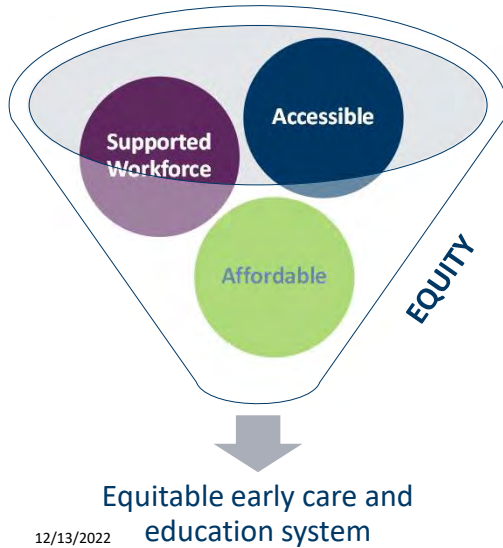 Accessible
Supported
Workforce
Affordable
EQUITY
Equitable early care and
education system
12/13/2022